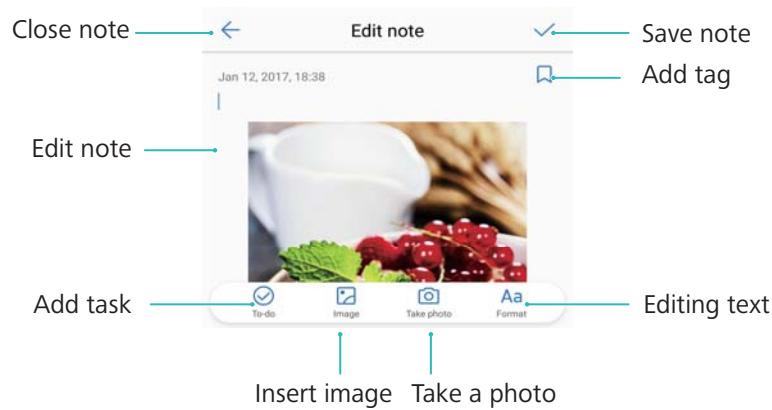 Close note
Edit note
Save note
Jan 12, 2017, 18:38
Add tag
Edit note
Add task
To-do
Image
Take photo
Aa
Format
Editing text
Insert image
Take a photo